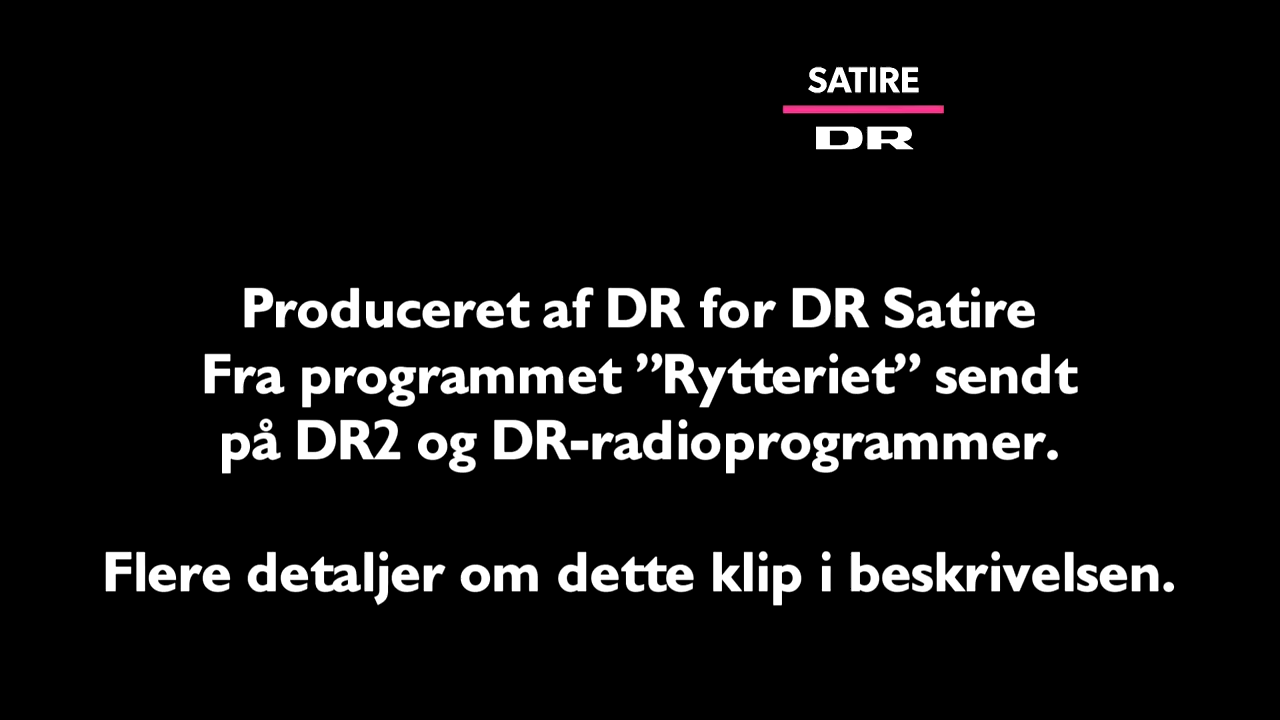 SATIRE
DR
Produceret af DR for DR Satire
Fra programmet ”Rytteriet” sendt
på DR2 og DR-radioprogrammer.
Flere detaljer om dette klip i beskrivelsen.